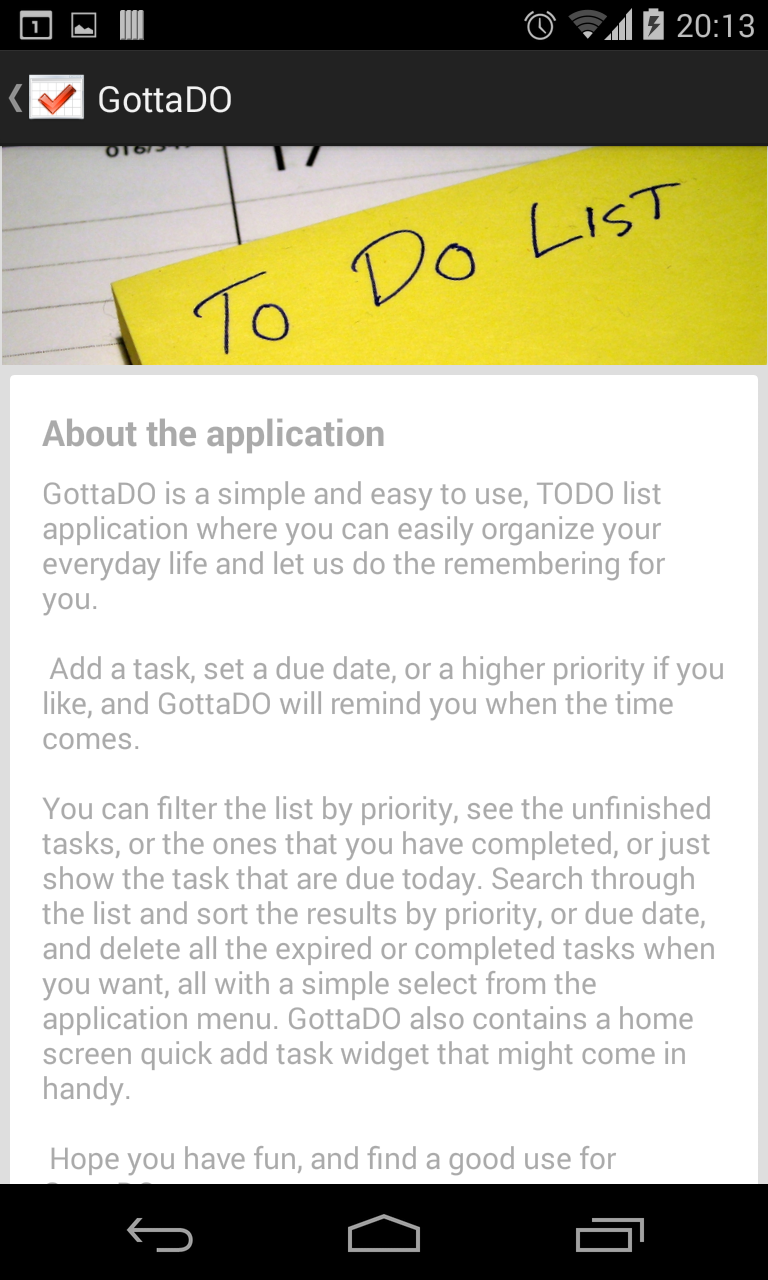 1
20:13
GottaDO
To Do List
About the application
GottaDO is a simple and easy to use, TODO list
application where you can easily organize your
everyday life and let us do the remembering for
you.
Add a task, set a due date, or a higher priority if you
like, and GottaDO will remind you when the time
comes.
You can filter the list by priority, see the unfinished
tasks, or the ones that you have completed, or just
show the task that are due today. Search through
the list and sort the results by priority, or due date,
and delete all the expired or completed tasks when
you want, all with a simple select from the
application menu. GottaDO also contains a home
screen quick add task widget that might come in
handy.
Hope you have fun, and find a good use for